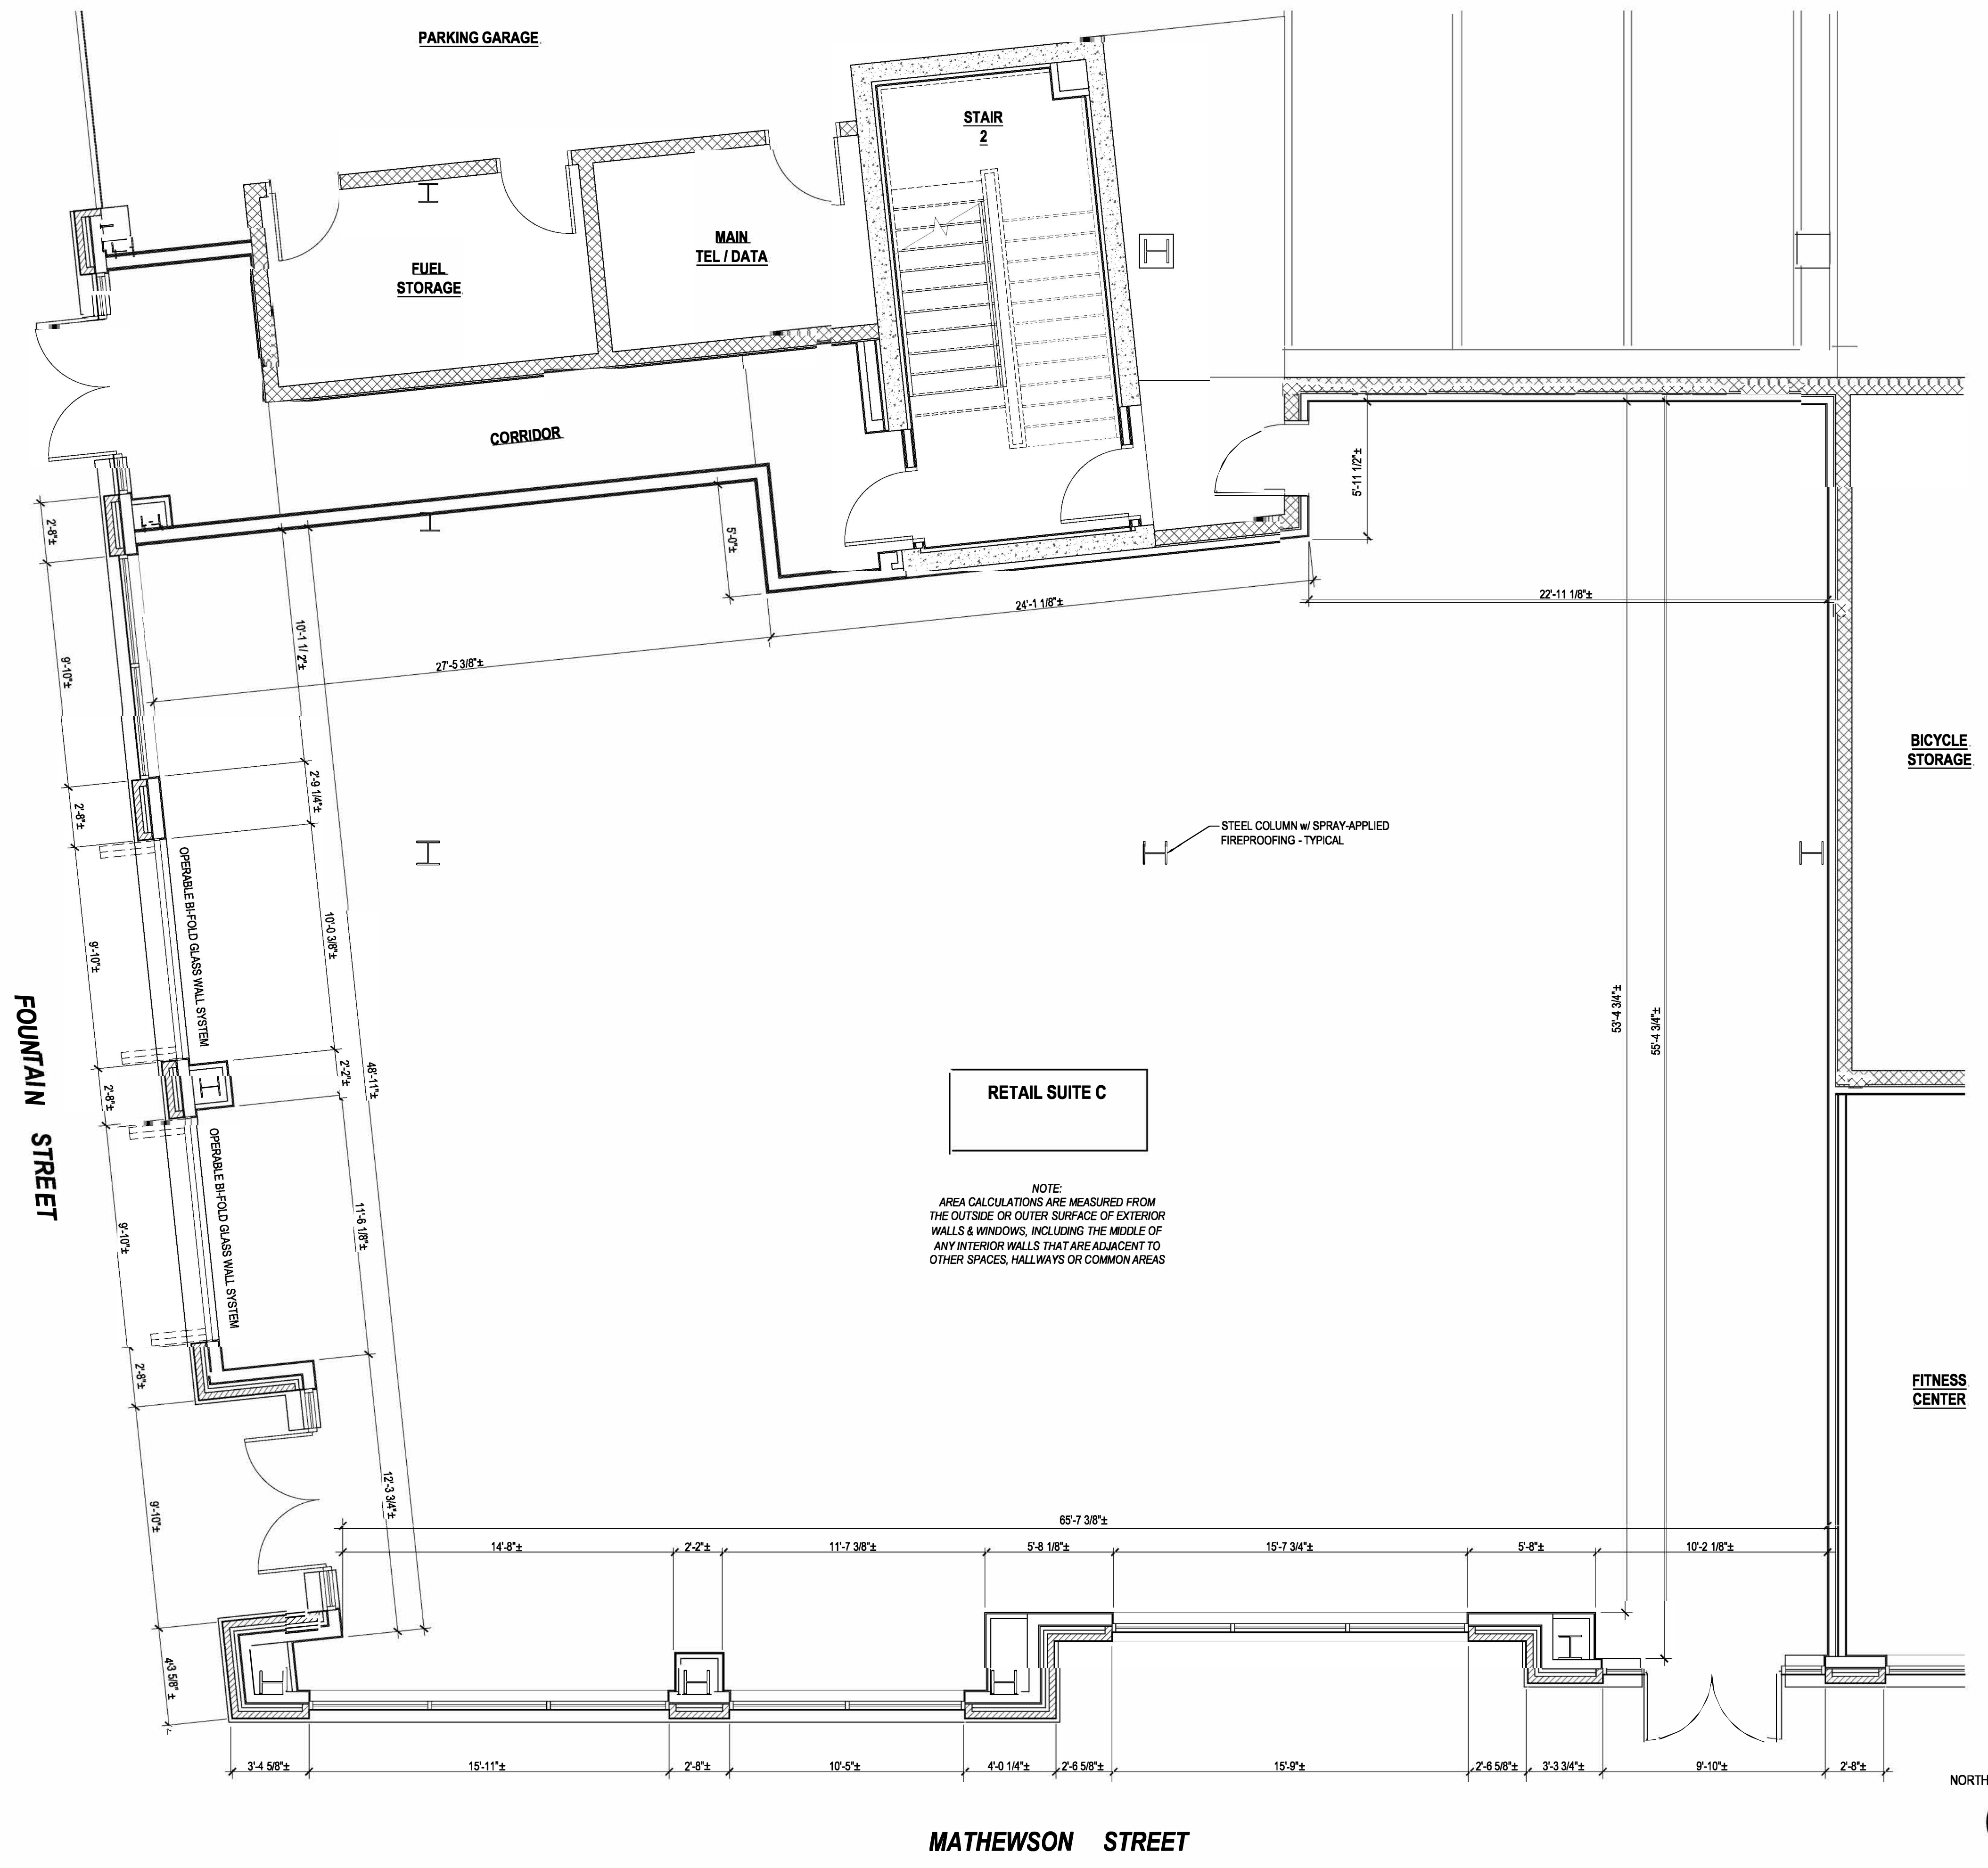 PARKING GARAGE
STAIR
2
MAIN
TEL / DATA
FUEL
STORAGE
CORRIDOR
5'-11 1/2"±
2'-8"±
5'-0"±
24'-1 1/8"±
22'-11 1/8"±
10'-1 1/ 2"±
27'-5 3/8"±
9'-10"±
BICYCLE
STORAGE
2'-9 1/4"±
2'-8"±
STEEL COLUMN w/ SPRAY-APPLIED
FIREPROOFING - TYPICAL
OPERABLE BI-FOLD GLASS WALL SYSTEM
10'-0 3/8"±
9'-10"±
53'-4 3/4"±
55'-4 3/4"±
FOUNTAIN STREET
2'-2"±
48'-11"±
2'-8"±
RETAIL SUITE C
OPERABLE BI-FOLD GLASS WALL SYSTEM
11'-6 1/8"±
9'-10"±
NOTE:
AREA CALCULATIONS ARE MEASURED FROM
THE OUTSIDE OR OUTER SURFACE OF EXTERIOR
WALLS & WINDOWS, INCLUDING THE MIDDLE OF
ANY INTERIOR WALLS THAT ARE ADJACENT TO
OTHER SPACES, HALLWAYS OR COMMON AREAS
2'-8"±
FITNESS
CENTER
12'-3 3/4"±
9'-10"±
65'-7 3/8"±
14'-8"±
2'-2"±
11'-7 3/8"±
5'-8 1/8"±
15'-7 3/4"±
5'-8"±
10'-2 1/8"±
4'-3 5/8" ±
3'-4 5/8"±
15'-11"±
2'-8"±
10'-5"±
4'-0 1/4"±
2'-6 5/8"±
15'-9"±
2'-6 5/8"±
3'-3 3/4"±
9'-10"±
2'-8"±
NORTH
MATHEWSON STREET